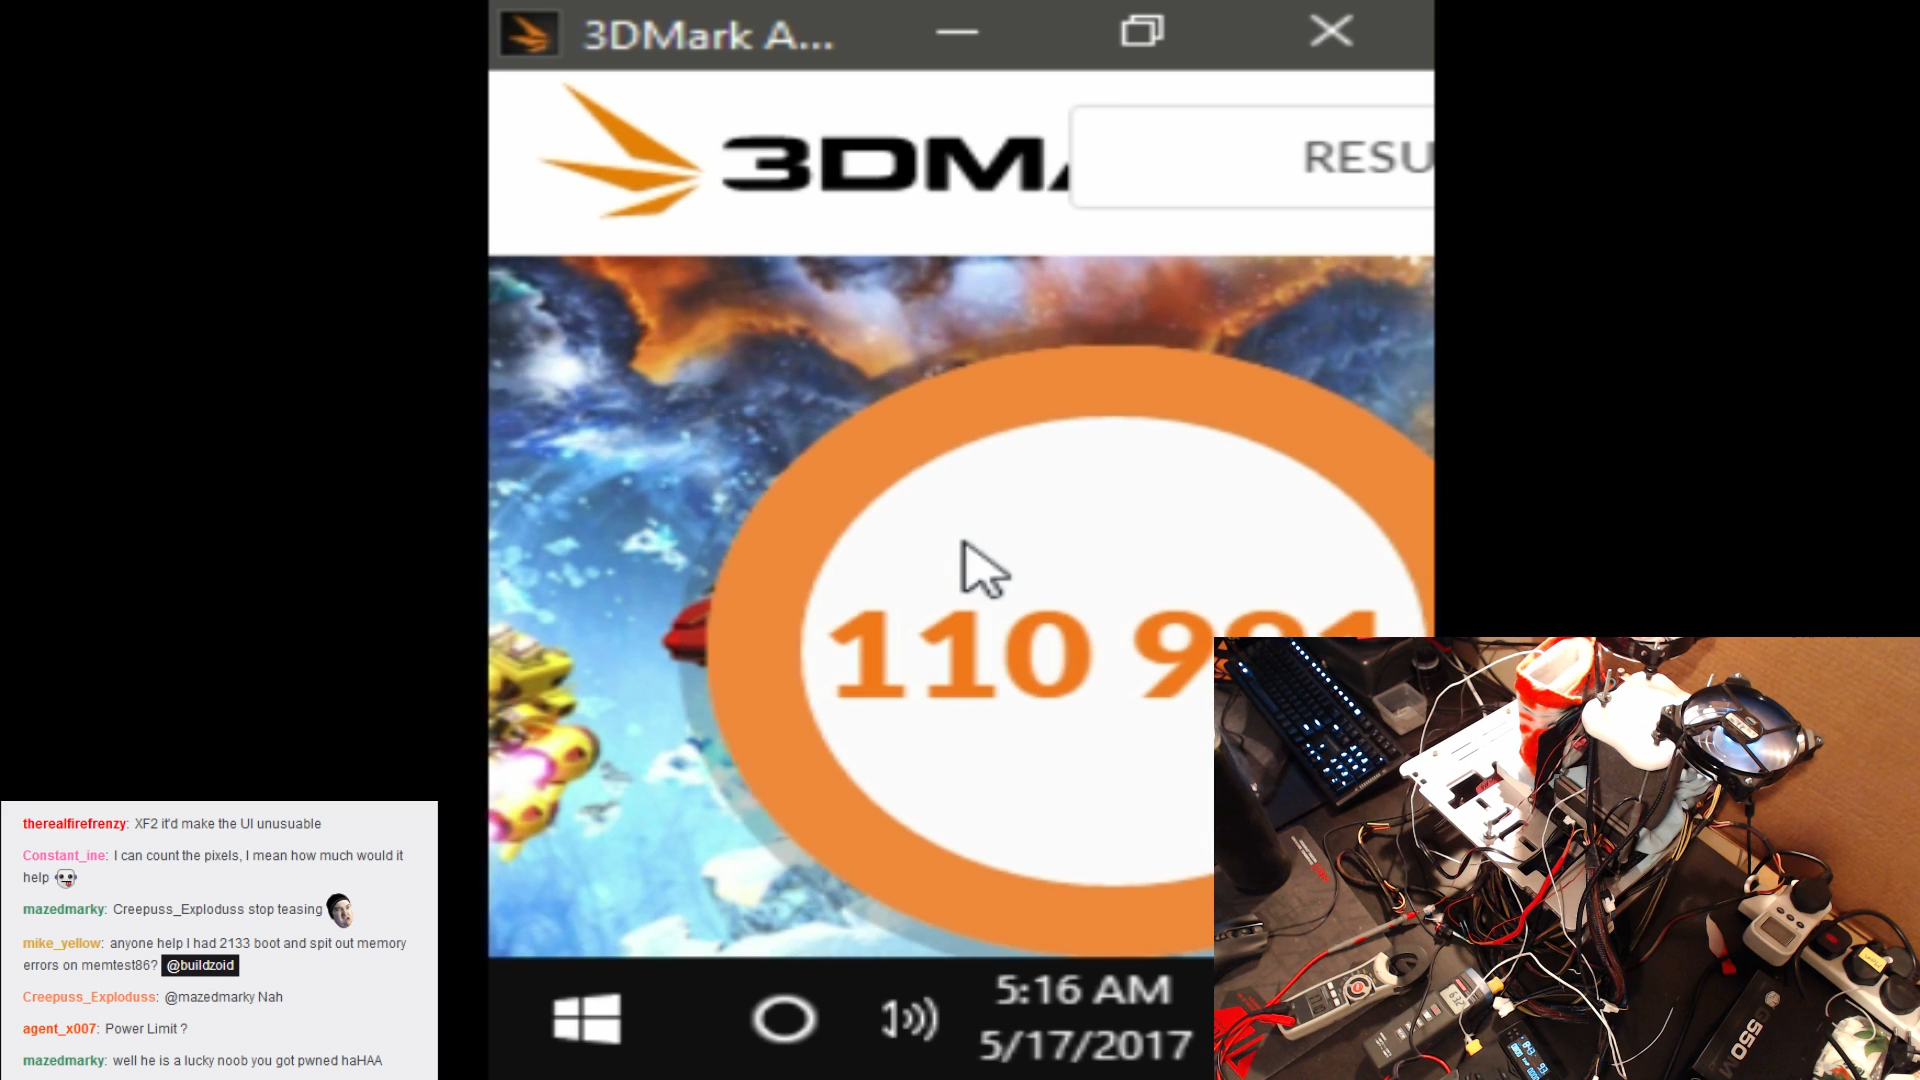 3DMark A...
3DM
RESU
110 991
5:16 AM
5/17/2017
therealfirefrenzy: XF2 it'd make the UI unusuable
Constant_ine: I can count the pixels, I mean how much would it
help
mazedmarky: Creepuss_Exploduss stop teasing
mike_yellow: anyone help I had 2133 boot and spit out memory
errors on memtest86? @buildzoid
Creepuss_Exploduss: @mazedmarky Nah
agent_x007: Power Limit ?
mazedmarky: well he is a lucky noob you got pwned haHAA
550